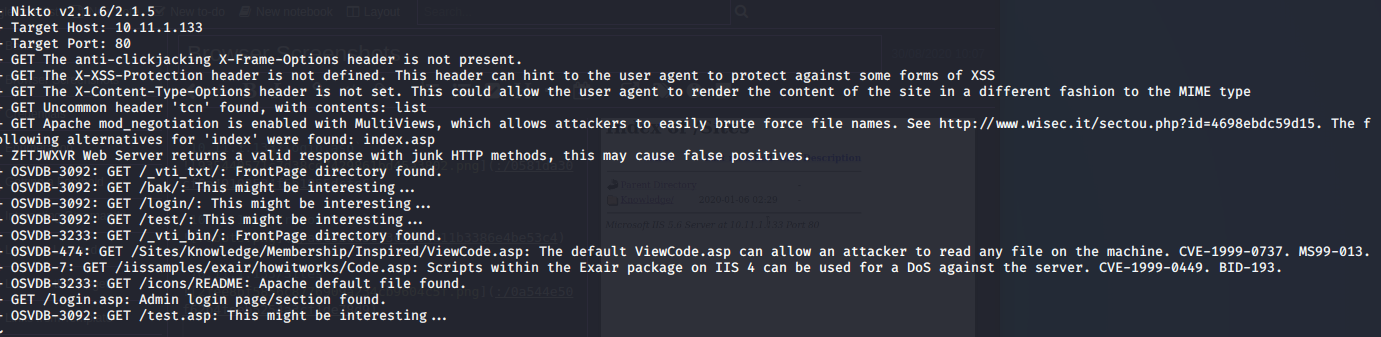 - Nikto v2.1.6/2.1.5
- Target Host: 10.11.1.133
- Target Port: 80
- GET The anti-clickjacking X-Frame-Options header is not present.
- GET The X-XSS-Protection header is not defined. This header can hint to the user agent to protect against some forms of XSS
- GET The X-Content-Type-Options header is not set. This could allow the user agent to render the content of the site in a different fashion to the MIME type
- GET Uncommon header 'tcn' found, with contents: list
- GET Apache mod_negotiation is enabled with MultiViews, which allows attackers to easily brute force file names. See http://www.wisec.it/sectou.php?id=4698ebdc59d15. The f
ollowing alternatives for 'index' were found: index.asp
- ZFTJWXVR Web Server returns a valid response with junk HTTP methods, this may cause false positives.
- OSVDB-3092: GET /_vti_txt/: FrontPage directory found.
- OSVDB-3092: GET /bak/: This might be interesting...
- OSVDB-3092: GET /login/: This might be interesting...
- OSVDB-3092: GET /test/: This might be interesting...
- OSVDB-3233: GET /_vti_bin/: FrontPage directory found.
- OSVDB-474: GET /Sites/Knowledge/Membership/Inspired/ViewCode.asp: The default ViewCode.asp can allow an attacker to read any file on the machine. CVE-1999-0737. MS99-013.
- OSVDB-7: GET /iissamples/exair/howitworks/Code.asp: Scripts within the Exair package on IIS 4 can be used for a DoS against the server. CVE-1999-0449. BID-193.
- OSVDB-3233: GET /icons/README: Apache default file found.
- GET /login.asp: Admin login page/section found.
- OSVDB-3092: GET /test.asp: This might be interesting...
~
New to-do
New notebook
Layout
Browser Screenshots